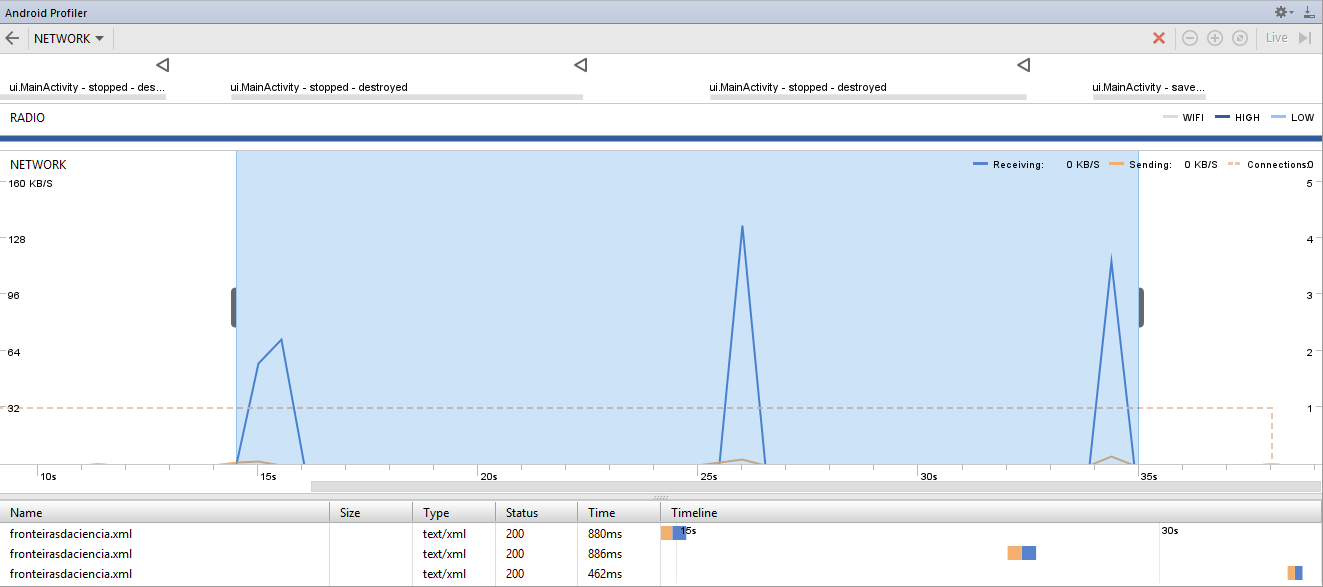 Android Profiler
NETWORK
Live
ui.MainActivity - stopped - des... ui.MainActivity - stopped - destroyed ui.MainActivity - stopped - destroyed ui.MainActivity - save...
RADIO WIFI HIGH LOW
NETWORK Receiving: 0 KB/S Sending: 0 KB/S Connections:0
160 KB/S 5
128 4
96 3
64 2
32 1
10s 15s 20s 25s 30s 35s
Name Size Type Status Time Timeline
fronteirasdaciencia.xml text/xml 200 880ms 15s 30s
fronteirasdaciencia.xml text/xml 200 886ms
fronteirasdaciencia.xml text/xml 200 462ms